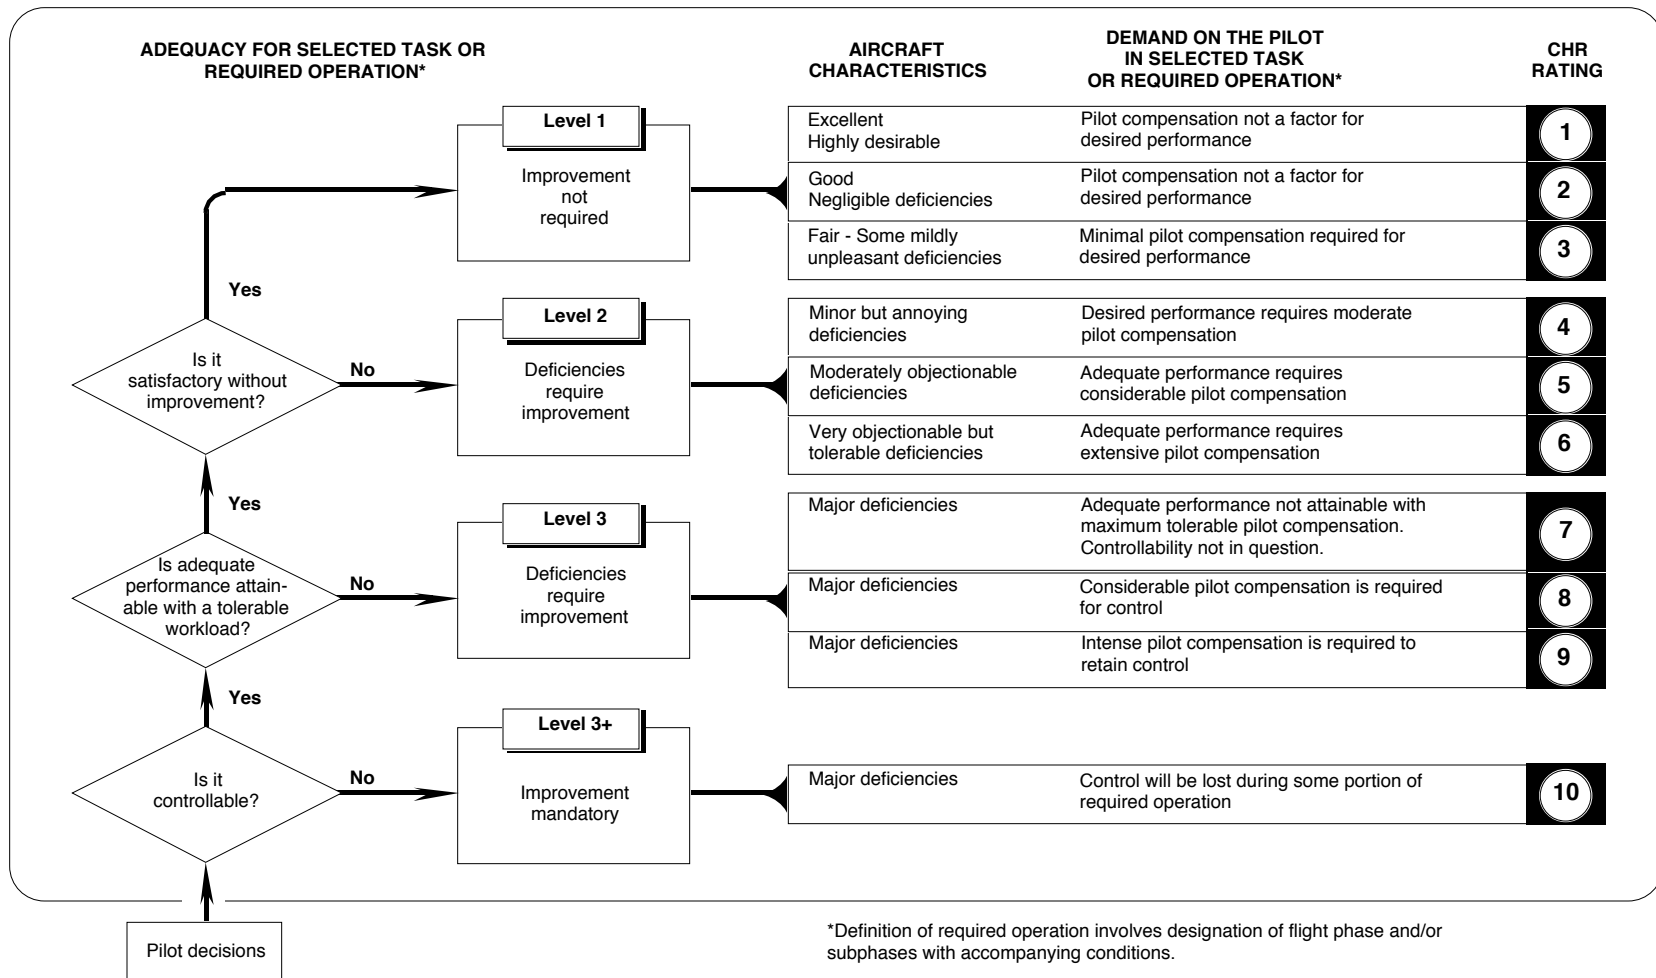 ADEQUACY FOR SELECTED TASK OR
REQUIRED OPERATION*
AIRCRAFT
CHARACTERISTICS
DEMAND ON THE PILOT
IN SELECTED TASK
OR REQUIRED OPERATION*
CHR
RATING
Level 1
Improvement
not
required
Excellent
Highly desirable
Pilot compensation not a factor for
desired performance
1
Good
Negligible deficiencies
Pilot compensation not a factor for
desired performance
2
Fair - Some mildly
unpleasant deficiencies
Minimal pilot compensation required for
desired performance
3
Yes
Is it
satisfactory without
improvement?
No
Level 2
Deficiencies
require
improvement
Minor but annoying
deficiencies
Desired performance requires moderate
pilot compensation
4
Moderately objectionable
deficiencies
Adequate performance requires
considerable pilot compensation
5
Very objectionable but
tolerable deficiencies
Adequate performance requires
extensive pilot compensation
6
Yes
Is adequate
performance attain-
able with a tolerable
workload?
No
Level 3
Deficiencies
require
improvement
Major deficiencies
Adequate performance not attainable with
maximum tolerable pilot compensation.
Controllability not in question.
7
Major deficiencies
Considerable pilot compensation is required
for control
8
Major deficiencies
Intense pilot compensation is required to
retain control
9
Yes
Is it
controllable?
No
Level 3+
Improvement
mandatory
Major deficiencies
Control will be lost during some portion of
required operation
10
Pilot decisions
*Definition of required operation involves designation of flight phase and/or
subphases with accompanying conditions.